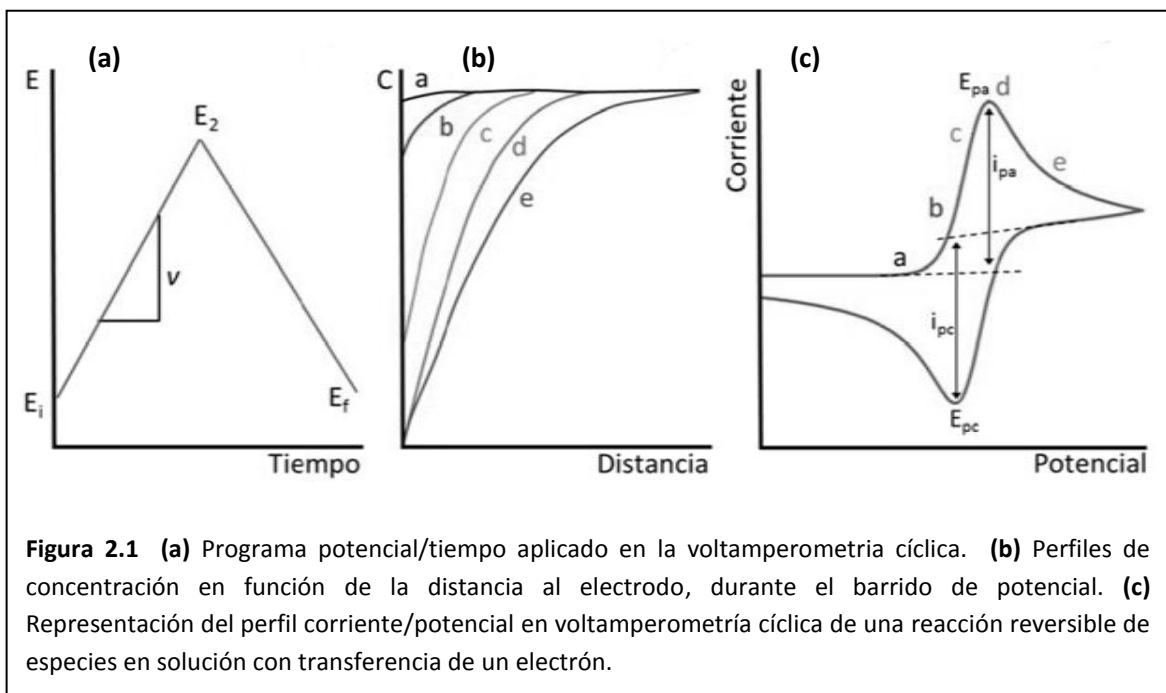 (a)
E
E2
v
Ei
Ef
Tiempo
(b)
C
a
b
c
d
e
Distancia
(c)
Corriente
Epa
d
c
ipa
e
b
a
ipc
Epc
Potencial
Figura 2.1 (a) Programa potencial/tiempo aplicado en la voltamperometria cíclica. (b) Perfiles de
concentración en función de la distancia al electrodo, durante el barrido de potencial. (c)
Representación del perfil corriente/potencial en voltamperometría cíclica de una reacción reversible de
especies en solución con transferencia de un electrón.